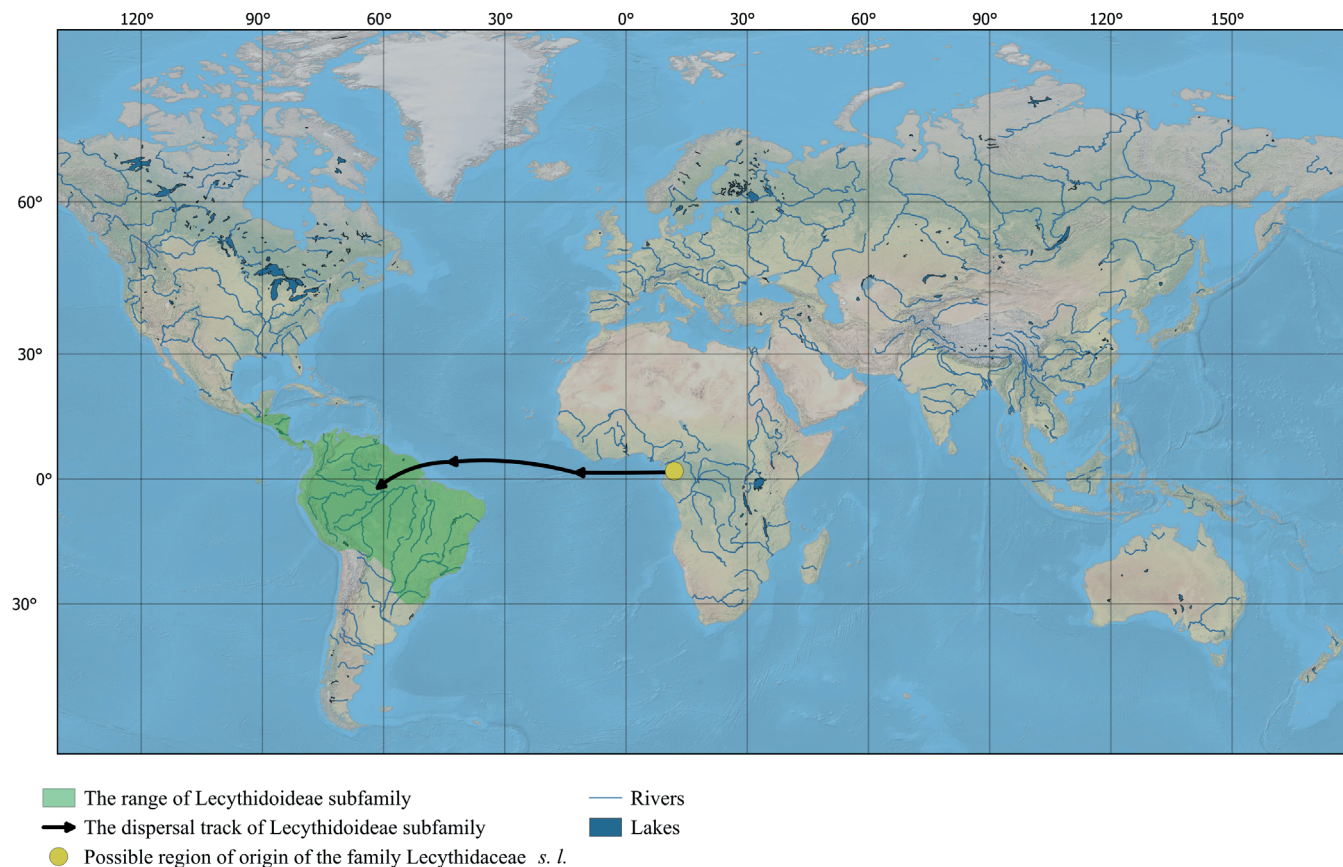 120° 90° 60° 30° 0° 30° 60° 90° 120° 150°
60°
30°
0°
30°
The range of Lecythidoideae subfamily
The dispersal track of Lecythidoideae subfamily
Possible region of origin of the family Lecythidaceae s. l.
Rivers
Lakes